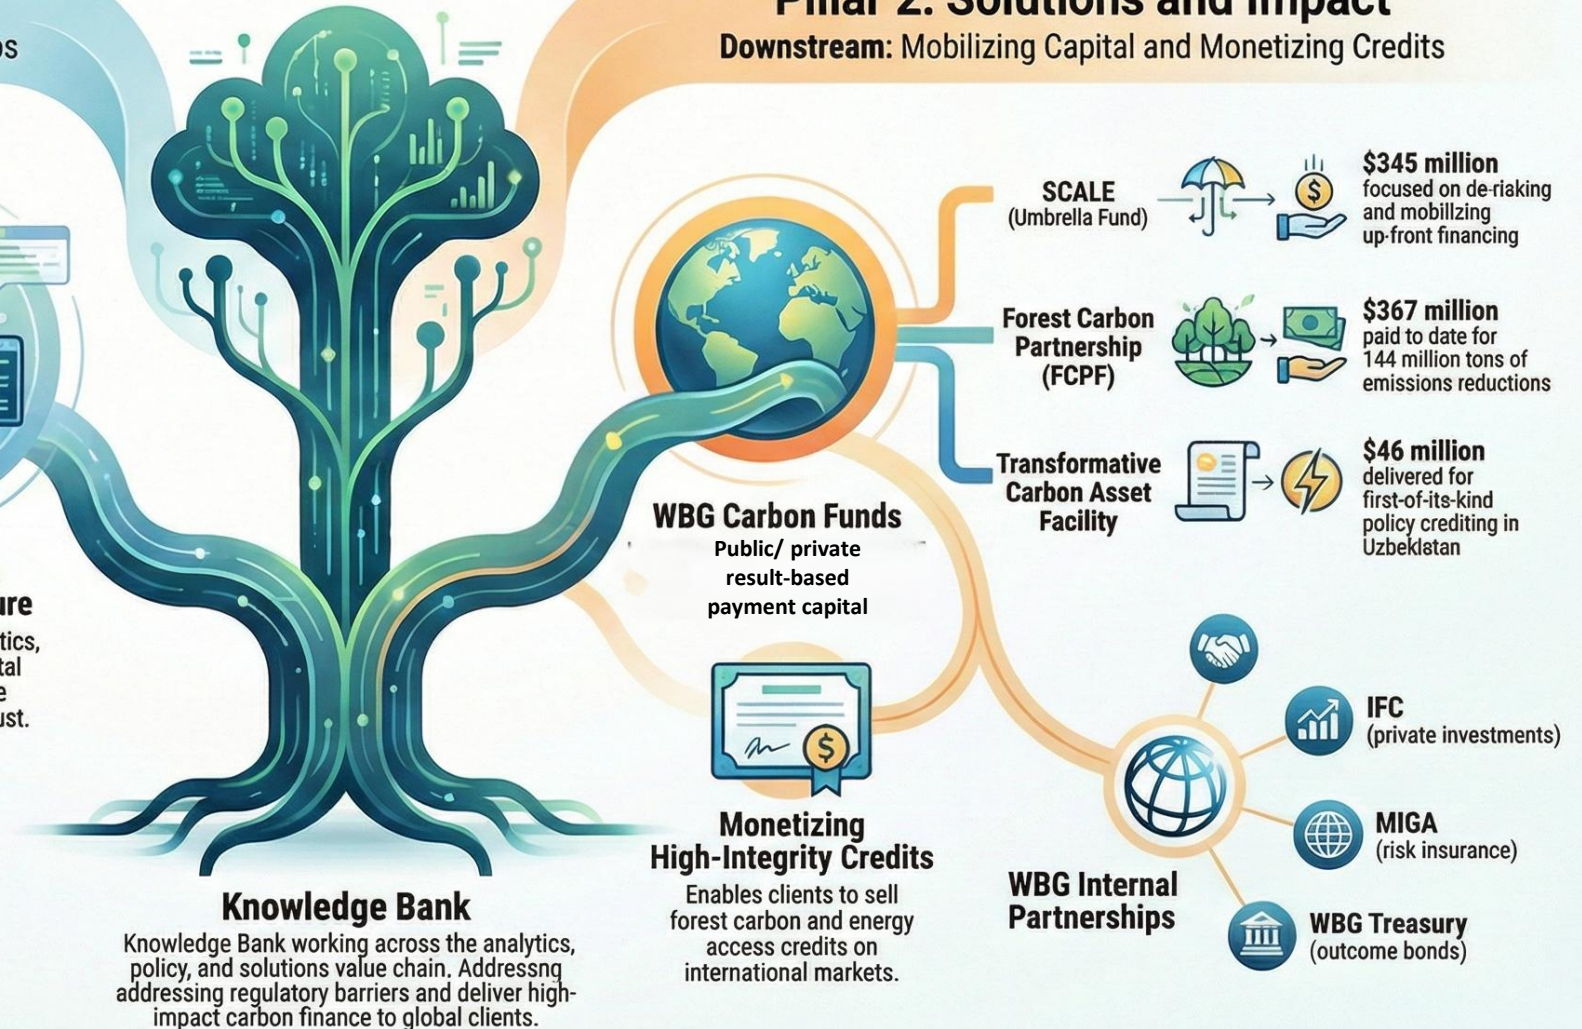 Pillar 2: Solutions and Impact
Downstream: Mobilizing Capital and Monetizing Credits
SCALE
(Umbrella Fund)
$345 million
focused on de-riaking
and mobillzing
up-front financing
Forest Carbon
Partnership
(FCPF)
$367 million
paid to date for
144 million tons of
emissions reductions
Transformative
Carbon Asset
Facility
$46 million
delivered for
first-of-its-kind
policy crediting in
Uzbeklstan
WBG Carbon Funds
Public/ private
result-based
payment capital
ure
tics,
tal
e
ust.
Monetizing
High-Integrity Credits
Enables clients to sell
forest carbon and energy
access credits on
international markets.
WBG Internal
Partnerships
IFC
(private investments)
MIGA
(risk insurance)
WBG Treasury
(outcome bonds)
Knowledge Bank
Knowledge Bank working across the analytics,
policy, and solutions value chain. Addressng
addressing regulatory barriers and deliver high-
impact carbon finance to global clients.